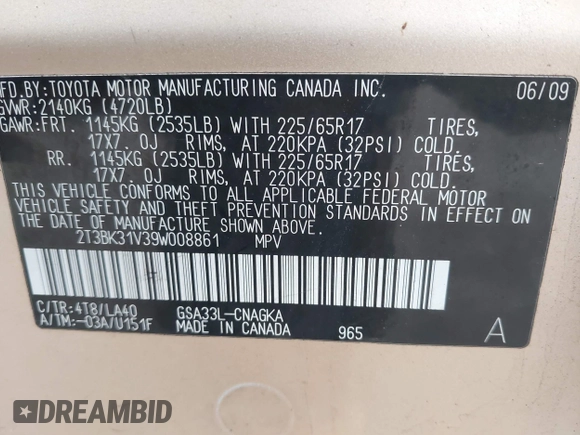 MFD.BY:TOYOTA MOTOR MANUFACTURING CANADA INC. 06/09
GVWR:2140KG (4720LB)
GAWR:FRT. 1145KG (2535LB) WITH 225/65R17 TIRES,
17X7.0J RIMS, AT 220KPA (32PSI) COLD.
RR. 1145KG (2535LB) WITH 225/65R17 TIRES,
17X7.0J RIMS, AT 220KPA (32PSI) COLD.
THIS VEHICLE CONFORMS TO ALL APPLICABLE FEDERAL MOTOR
VEHICLE SAFETY AND THEFT PREVENTION STANDARDS IN EFFECT ON
THE DATE OF MANUFACTURE SHOWN ABOVE.
2T3BK31V39W008861 MPV
C/TR:4T8/LA40 GSA33L-CNAGKA
A/TM:-03A/U151F MADE IN CANADA 965 A
DREAMBID